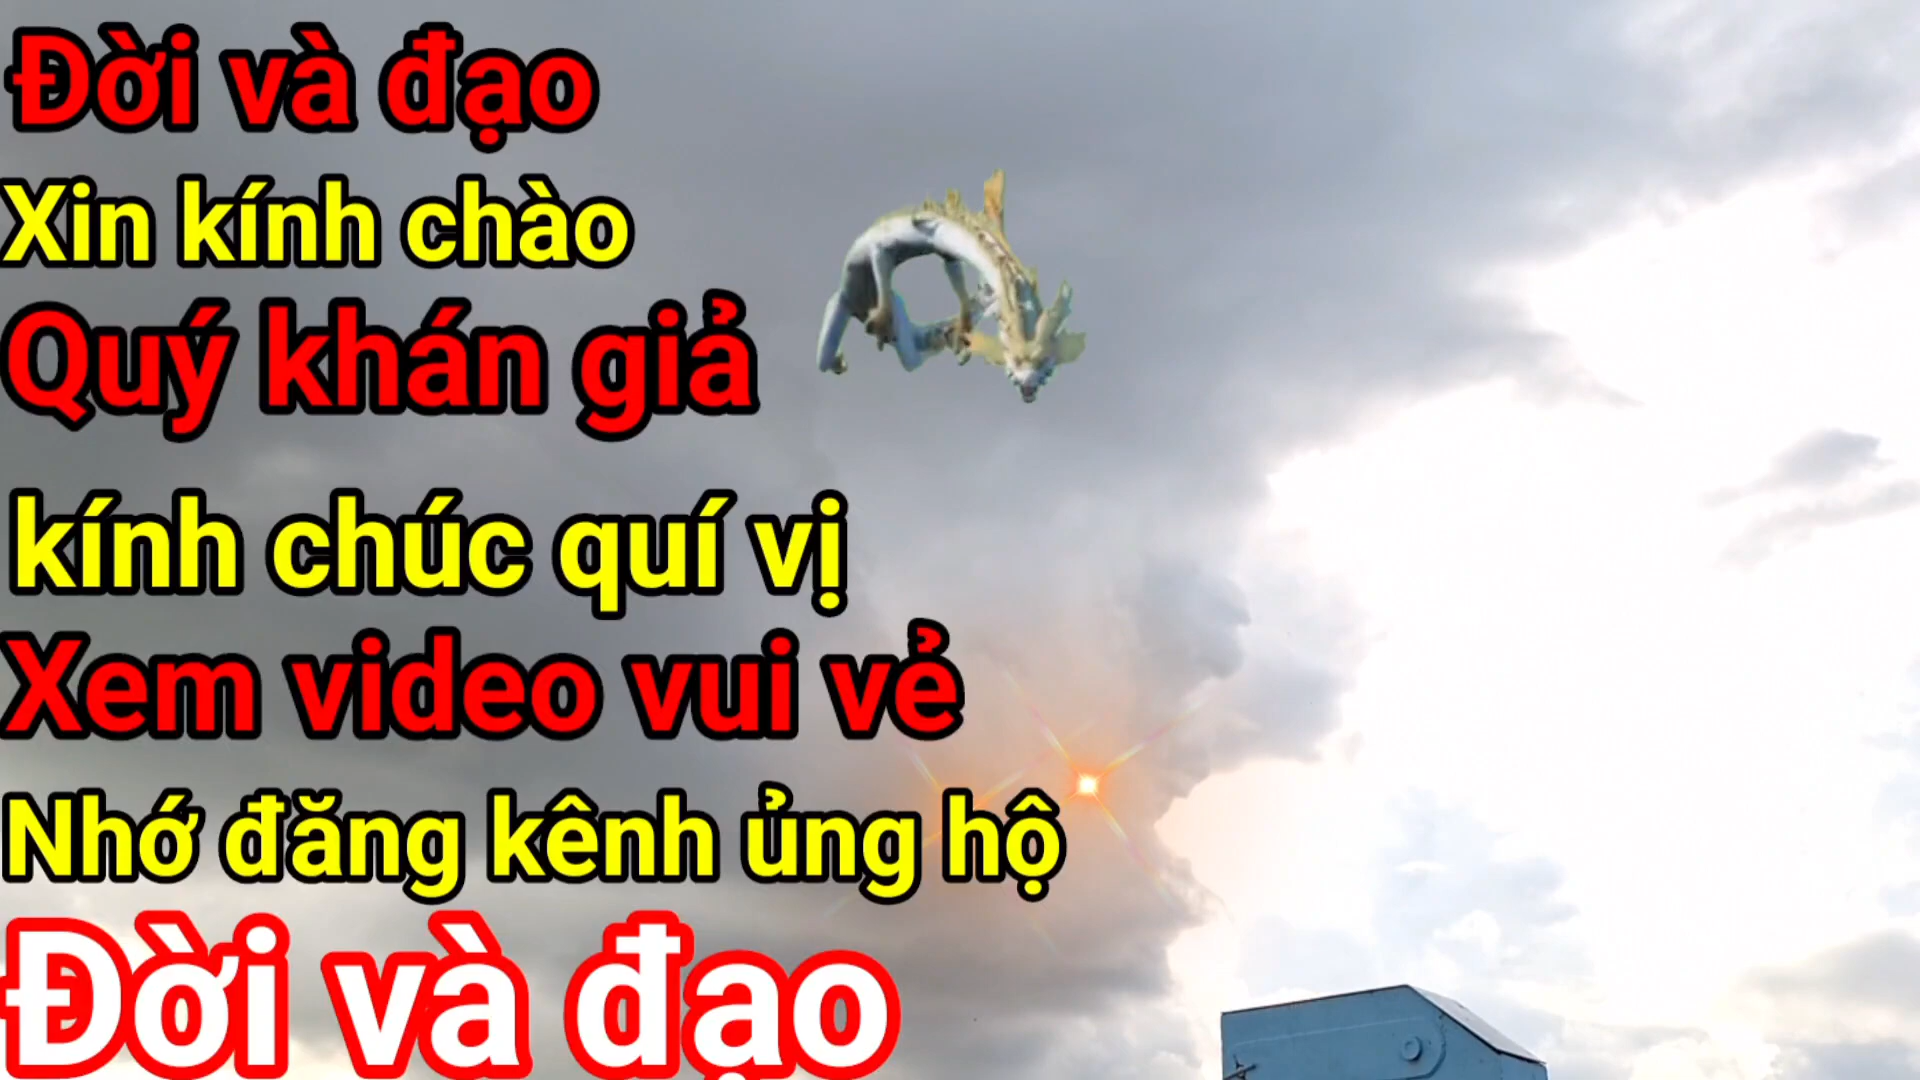 Đời và đạo
Xin kính chào
Quý khán giả
kính chúc quí vị
Xem video vui vẻ
Nhớ đăng kênh ủng hộ
Đời và đạo